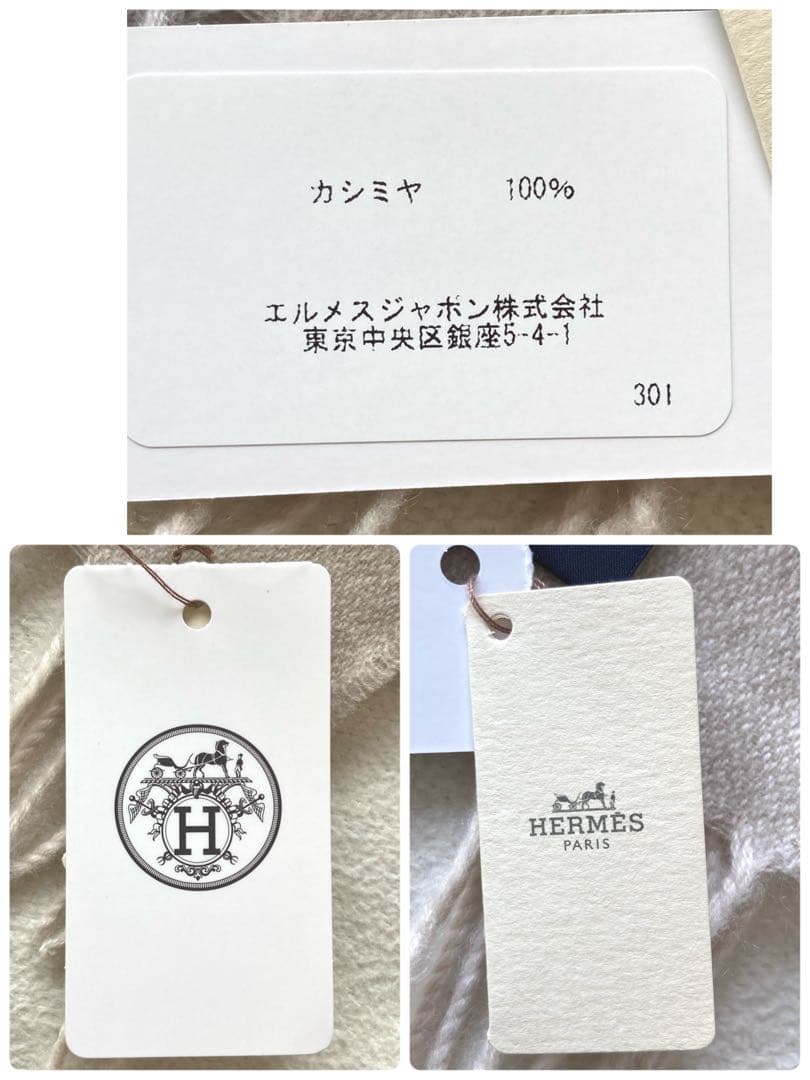 カシミヤ 100%
エルメスジャポン株式会社
東京中央区銀座5-4-1
301
H
HERMÈS
PARIS